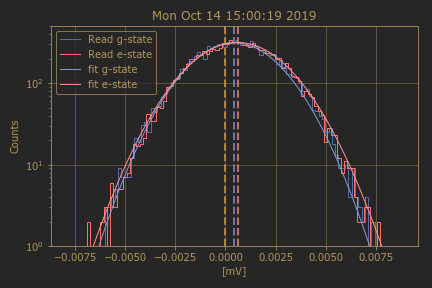 Mon Oct 14 15:00:19 2019
Read g-state
Read e-state
fit g-state
fit e-state
Counts
10²
10¹
10⁰
−0.0075 −0.0050 −0.0025 0.0000 0.0025 0.0050 0.0075
[mV]